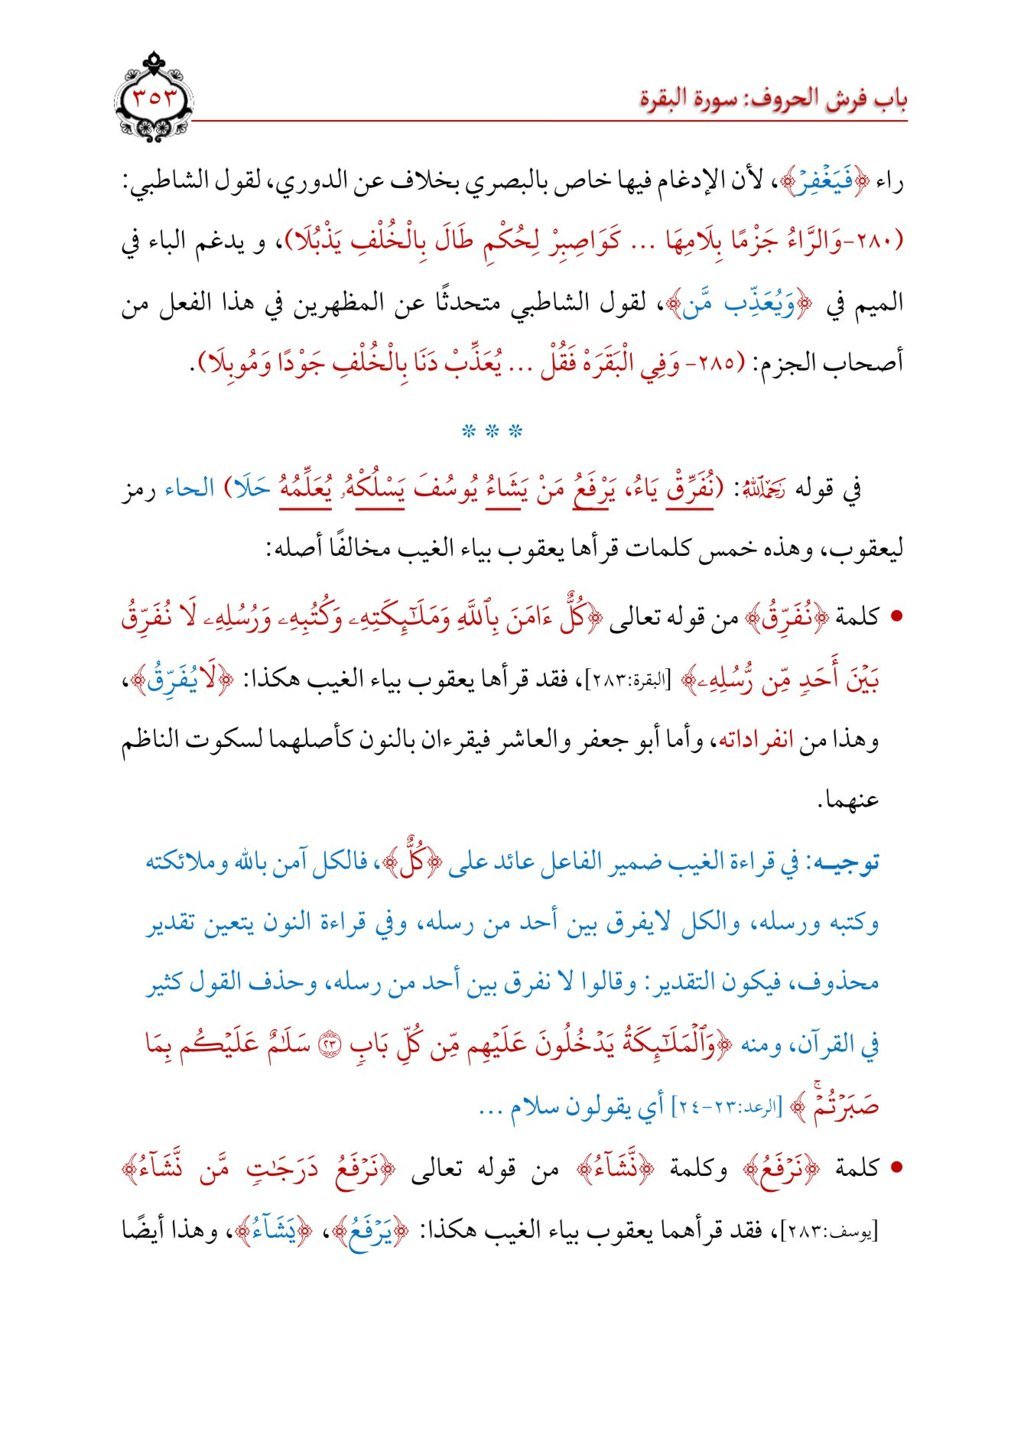 باب فرش الحروف: سورة البقرة
٣٥٣
راء ﴿فَيَغْفِرْ﴾، لأن الإدغام فيها خاص بالبصري بخلاف عن الدوري، لقول الشاطبي:
(٢٨٠-وَالرَّاءُ جَزْمًا بِلَامِهَا ... كَوَاصِبِرْ لِحُكْمِ طَالَ بِالْخُلْفِ يَذْبُلَا)، و يدغم الباء في
الميم في ﴿وَيُعَذِّب مَّن﴾، لقول الشاطبي متحدثًا عن المظهرين في هذا الفعل من
أصحاب الجزم: (٢٨٥- وَفِي الْبَقَرَهْ فَقُلْ ... يُعَذِّبْ دَنَا بِالْخُلْفِ جَوْدًا وَمُوبِلَا).
* * *
في قوله رَحِمَهُ ٱللَّهُ: (نُفَرِّقْ يَاءُ، يَرْفَعُ مَنْ يَشَاءُ يُوسُفَ يَسْلُكْهُۥ يُعَلِّمُهُ حَلَا) الحاء رمز
ليعقوب، وهذه خمس كلمات قرأها يعقوب بياء الغيب مخالفًا أصله:
• كلمة ﴿نُفَرِّقُ﴾ من قوله تعالى ﴿كُلٌّ ءَامَنَ بِٱللَّهِ وَمَلَٰٓئِكَتِهِۦ وَكُتُبِهِۦ وَرُسُلِهِۦ لَا نُفَرِّقُ
بَيْنَ أَحَدٍ مِّن رُّسُلِهِۦ﴾ [البقرة:٢٨٣]، فقد قرأها يعقوب بياء الغيب هكذا: ﴿لَا يُفَرِّقُ﴾،
وهذا من انفراداته، وأما أبو جعفر والعاشر فيقرءان بالنون كأصلهما لسكوت الناظم
عنهما.
توجيـه: في قراءة الغيب ضمير الفاعل عائد على ﴿كُلٌّ﴾، فالكل آمن بالله وملائكته
وكتبه ورسله، والكل لايفرق بين أحد من رسله، وفي قراءة النون يتعين تقدير
محذوف، فيكون التقدير: وقالوا لا نفرق بين أحد من رسله، وحذف القول كثير
في القرآن، ومنه ﴿وَٱلْمَلَٰٓئِكَةُ يَدْخُلُونَ عَلَيْهِم مِّن كُلِّ بَابٍ ٢٣ سَلَٰمٌ عَلَيْكُم بِمَا
صَبَرْتُمْۚ﴾ [الرعد:٢٣-٢٤] أي يقولون سلام ...
• كلمة ﴿نَرْفَعُ﴾ وكلمة ﴿نَّشَآءُ﴾ من قوله تعالى ﴿نَرْفَعُ دَرَجَٰتٍ مَّن نَّشَآءُ﴾
[يوسف:٢٨٣]، فقد قرأهما يعقوب بياء الغيب هكذا: ﴿يَرْفَعُ﴾، ﴿يَشَآءُ﴾، وهذا أيضًا